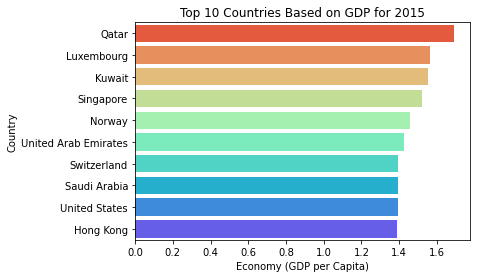 Top 10 Countries Based on GDP for 2015
Country
Qatar
Luxembourg
Kuwait
Singapore
Norway
United Arab Emirates
Switzerland
Saudi Arabia
United States
Hong Kong
0.0 0.2 0.4 0.6 0.8 1.0 1.2 1.4 1.6
Economy (GDP per Capita)